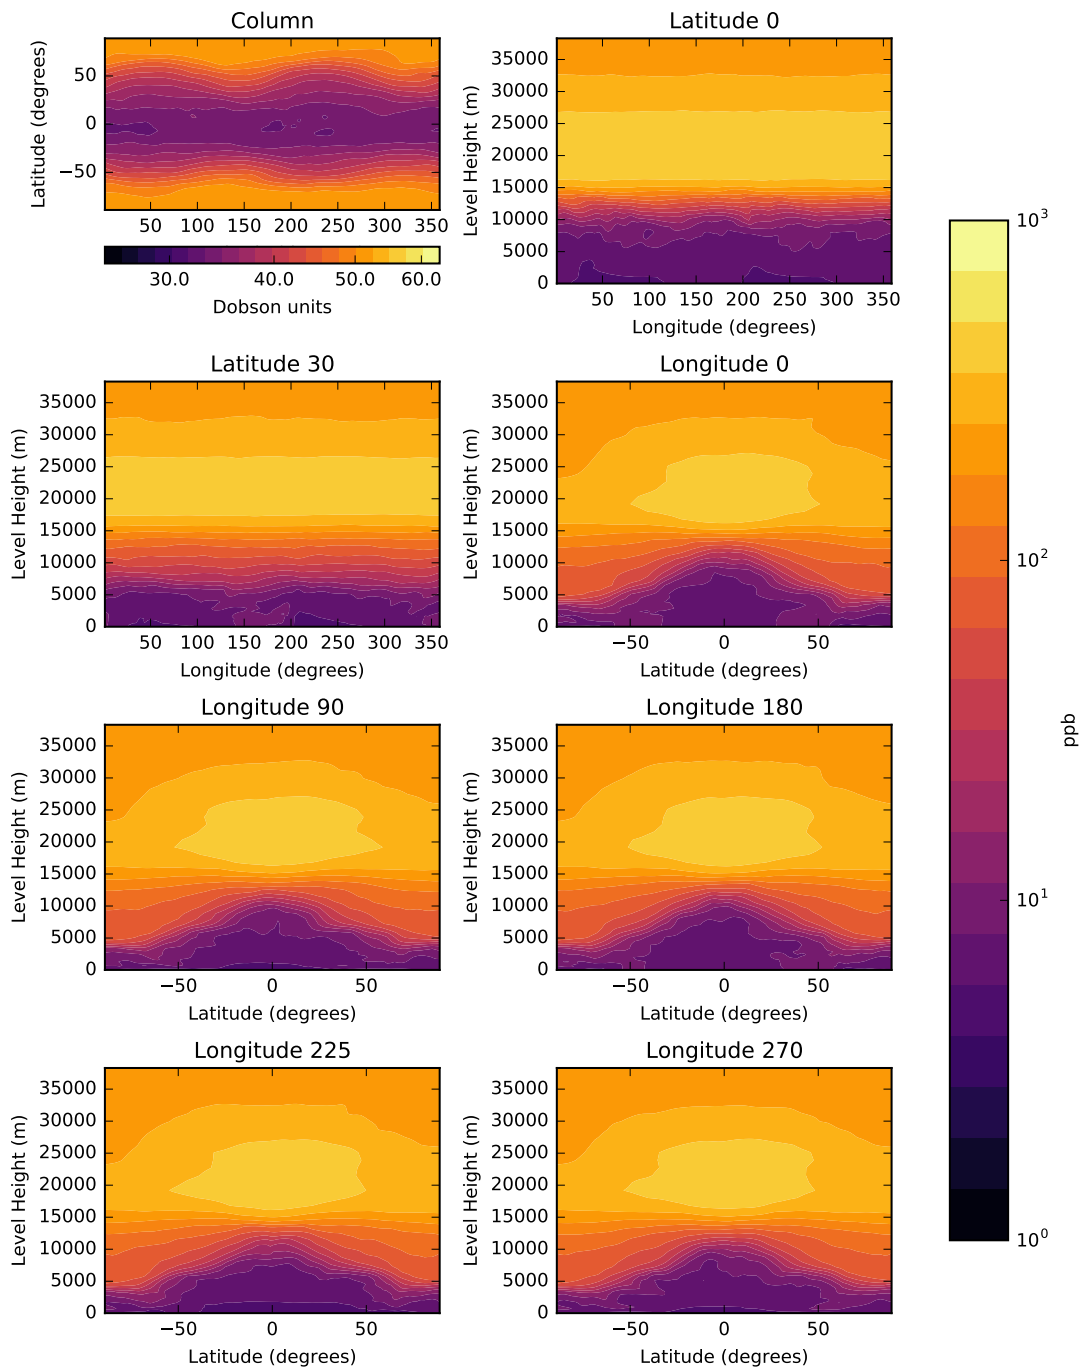 Column
Latitude (degrees)
50
0
−50
50 100 150 200 250 300 350
30.0 40.0 50.0 60.0
Dobson units
Latitude 0
Level Height (m)
35000
30000
25000
20000
15000
10000
5000
0
50 100 150 200 250 300 350
Longitude (degrees)
Latitude 30
Level Height (m)
35000
30000
25000
20000
15000
10000
5000
0
50 100 150 200 250 300 350
Longitude (degrees)
Longitude 0
Level Height (m)
35000
30000
25000
20000
15000
10000
5000
0
−50 0 50
Latitude (degrees)
Longitude 90
Level Height (m)
35000
30000
25000
20000
15000
10000
5000
0
−50 0 50
Latitude (degrees)
Longitude 180
Level Height (m)
35000
30000
25000
20000
15000
10000
5000
0
−50 0 50
Latitude (degrees)
Longitude 225
Level Height (m)
35000
30000
25000
20000
15000
10000
5000
0
−50 0 50
Latitude (degrees)
Longitude 270
Level Height (m)
35000
30000
25000
20000
15000
10000
5000
0
−50 0 50
Latitude (degrees)
10³
10²
10¹
10⁰
ppb